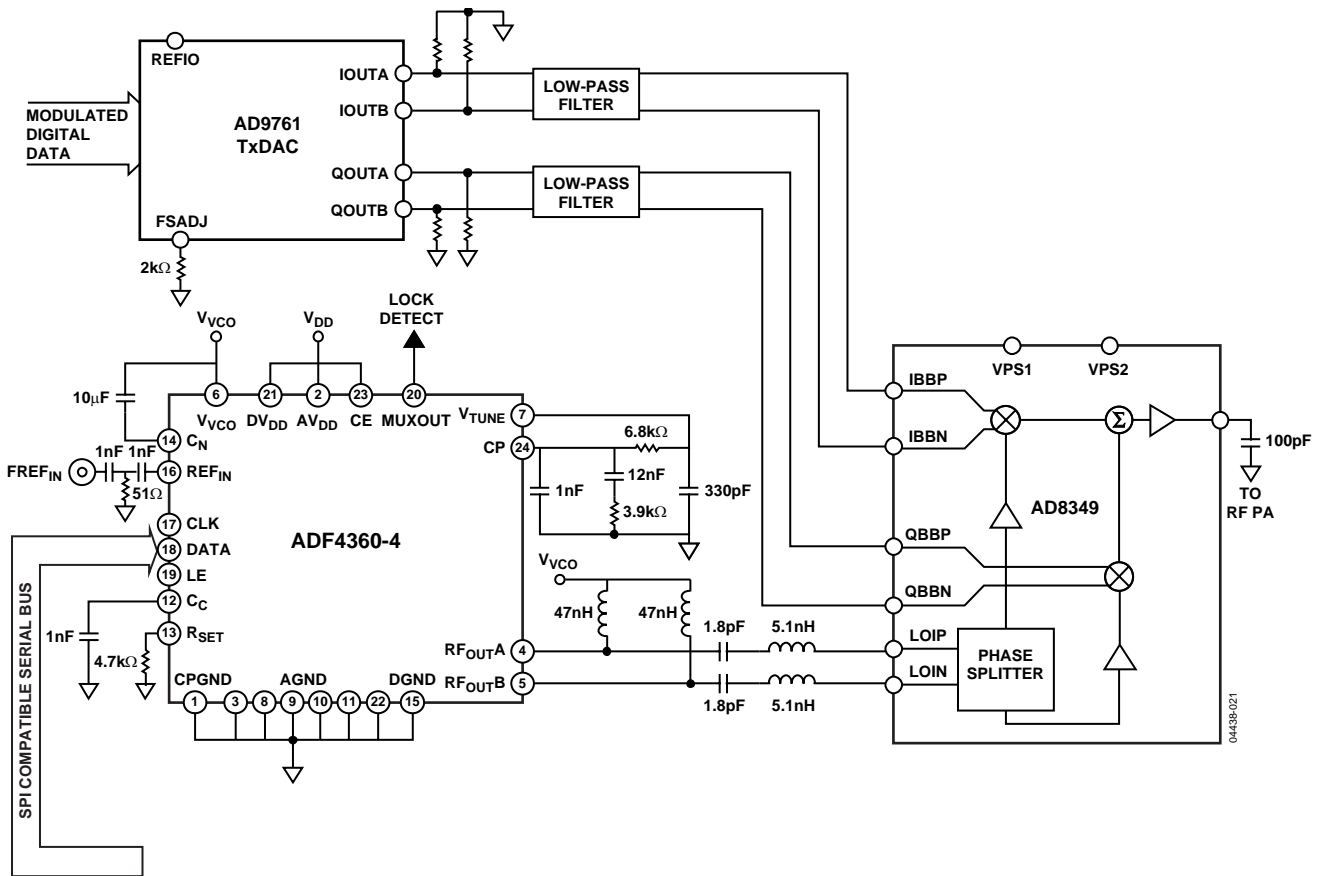 REFIO
MODULATED
DIGITAL
DATA
AD9761
TxDAC
IOUTA
IOUTB
QOUTA
QOUTB
FSADJ
2kΩ
LOW-PASS
FILTER
LOW-PASS
FILTER
VVCO
VDD
LOCK
DETECT
10µF
6
21
2
23
20
VVCO
DVDD
AVDD
CE
MUXOUT
VTUNE
7
CP
24
14
CN
1nF
1nF
FREFIN
16
REFIN
51Ω
17
CLK
18
DATA
19
LE
12
CC
1nF
13
RSET
4.7kΩ
ADF4360-4
6.8kΩ
12nF
1nF
330pF
3.9kΩ
VVCO
47nH
47nH
1.8pF
5.1nH
RFOUTA
4
RFOUTB
5
1.8pF
5.1nH
CPGND
AGND
DGND
1
3
8
9
10
11
22
15
SPI COMPATIBLE SERIAL BUS
VPS1
VPS2
IBBP
IBBN
Σ
100pF
TO
RF PA
AD8349
QBBP
QBBN
LOIP
LOIN
PHASE
SPLITTER
04438-021